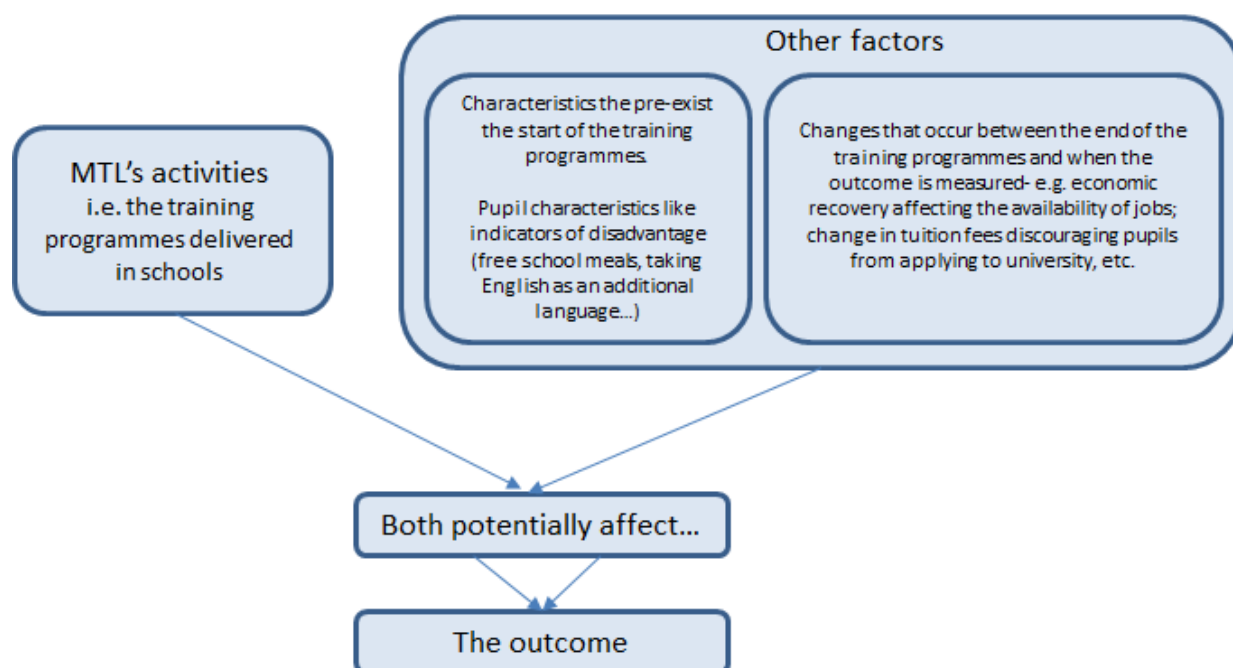 Other factors
MTL's activities
i.e. the training
programmes delivered
in schools
Characteristics the pre-exist
the start of the training
programmes.
Pupil characteristics like
indicators of disadvantage
(free school meals, taking
English as an additional
language...)
Changes that occur between the end of the
training programmes and when the
outcome is measured- e.g. economic
recovery affecting the availability of jobs;
change in tuition fees discouraging pupils
from applying to university, etc.
Both potentially affect...
The outcome